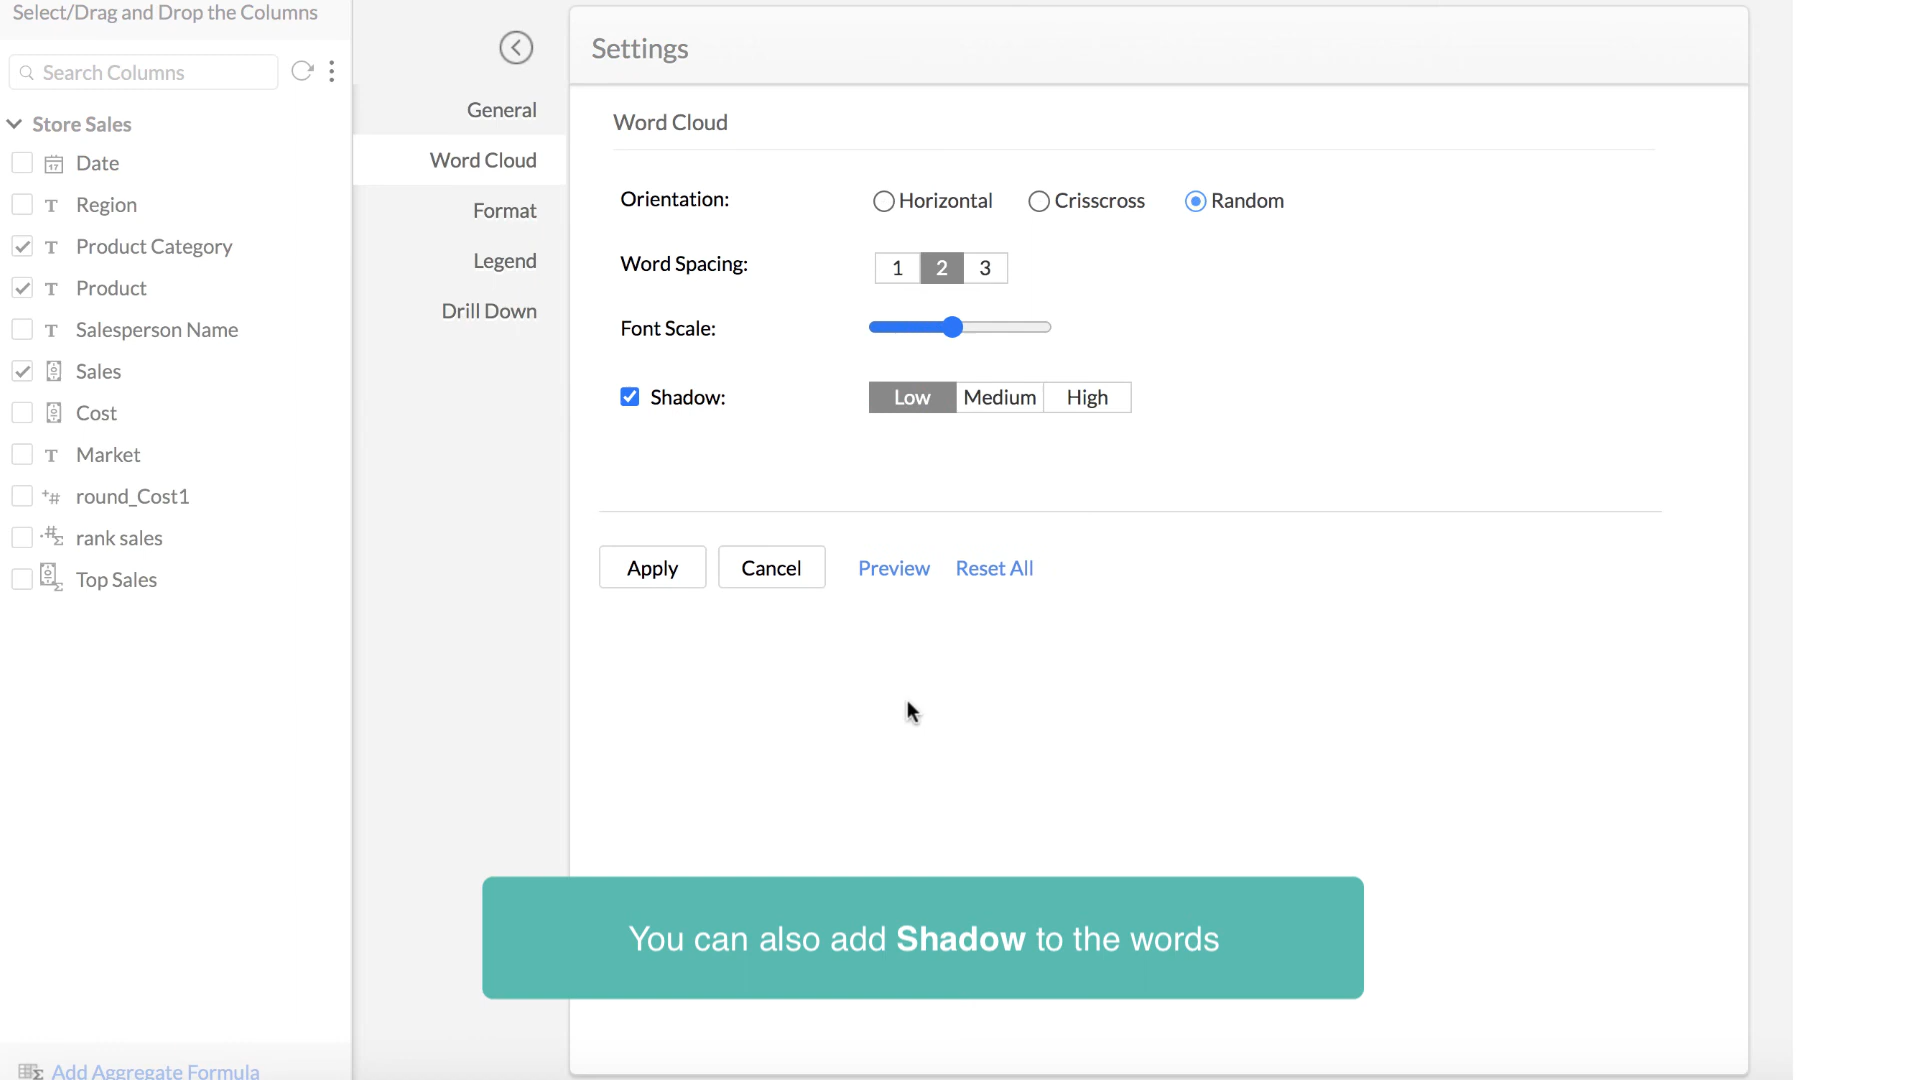 Select/Drag and Drop the Columns
Search Columns
Store Sales
Date
Region
Product Category
Product
Salesperson Name
Sales
Cost
Market
round_Cost1
rank sales
Top Sales
Add Aggregate Formula
General
Word Cloud
Format
Legend
Drill Down
Settings
Word Cloud
Orientation: Horizontal Crisscross Random
Word Spacing: 1 2 3
Font Scale:
Shadow: Low Medium High
Apply Cancel Preview Reset All
You can also add Shadow to the words